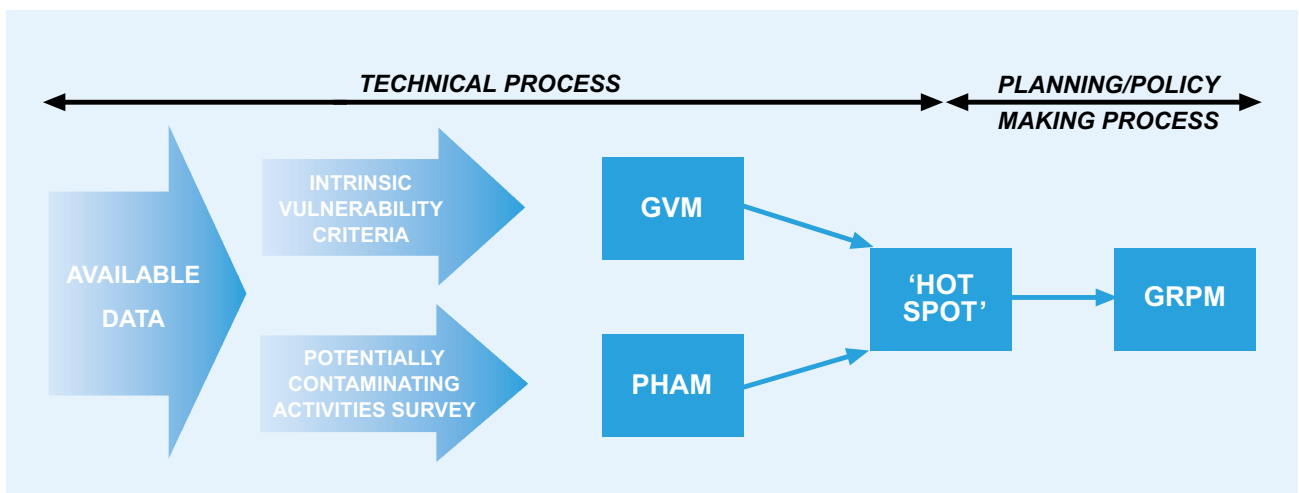 TECHNICAL PROCESS
PLANNING/POLICY
MAKING PROCESS
AVAILABLE
DATA
INTRINSIC
VULNERABILITY
CRITERIA
POTENTIALLY
CONTAMINATING
ACTIVITIES SURVEY
GVM
PHAM
‘HOT
SPOT’
GRPM